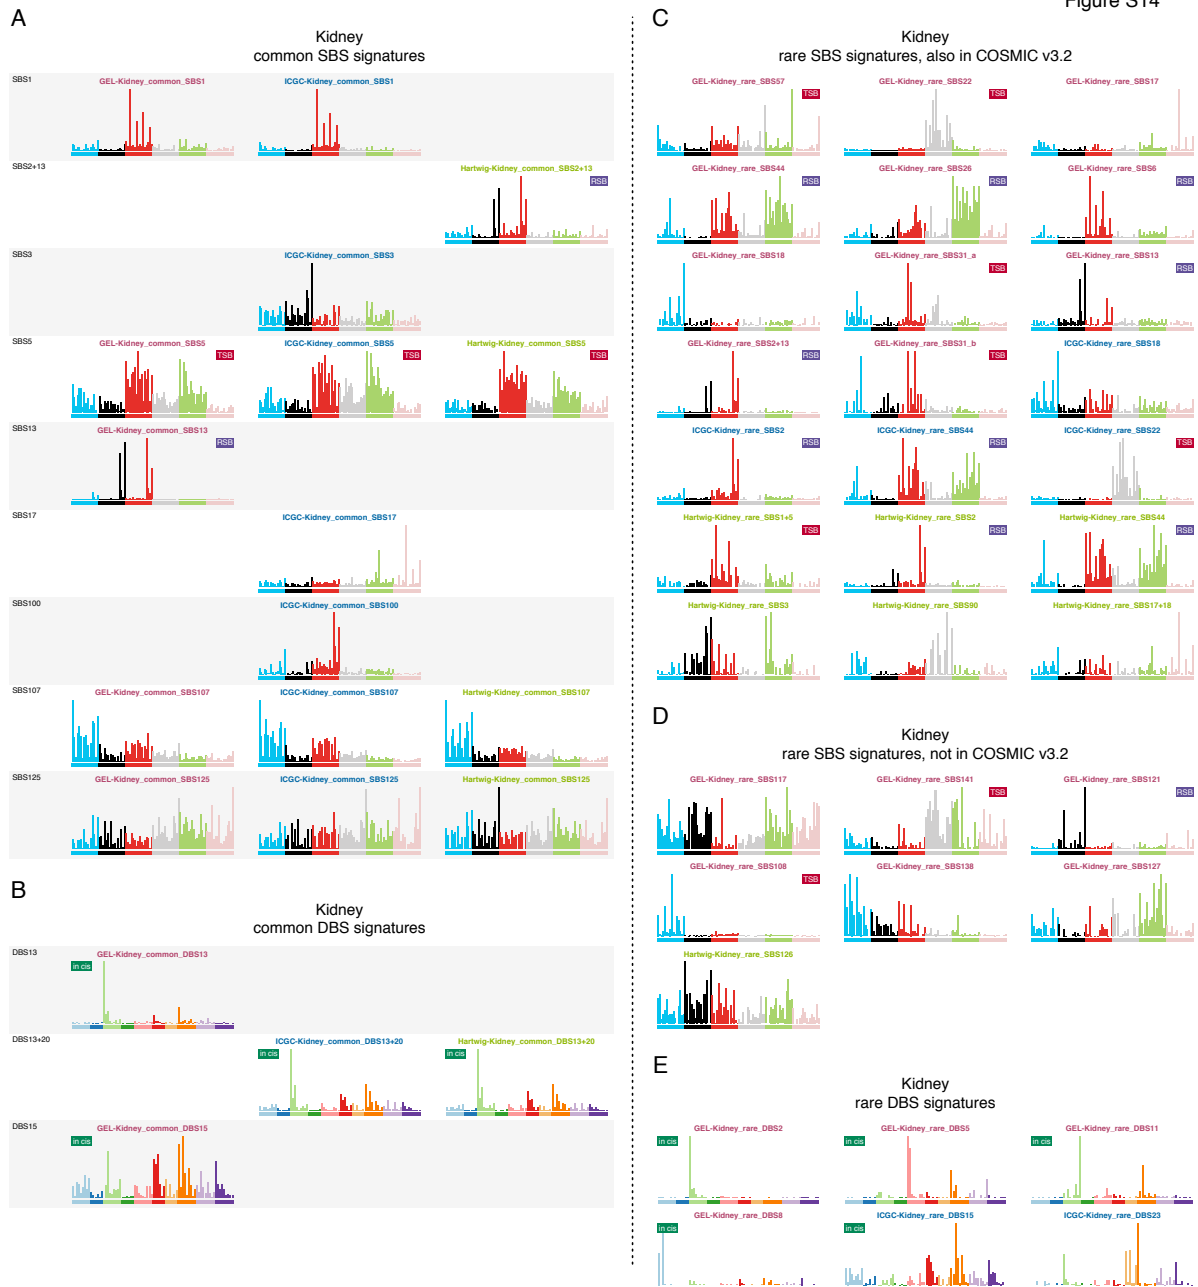 Figure S14
A
Kidney
common SBS signatures
SBS1
GEL-Kidney_common_SBS1
ICGC-Kidney_common_SBS1
SBS2+13
Hartwig-Kidney_common_SBS2+13
RSB
SBS3
ICGC-Kidney_common_SBS3
SBS5
GEL-Kidney_common_SBS5
TSB
ICGC-Kidney_common_SBS5
TSB
Hartwig-Kidney_common_SBS5
TSB
SBS13
GEL-Kidney_common_SBS13
RSB
SBS17
ICGC-Kidney_common_SBS17
SBS100
ICGC-Kidney_common_SBS100
SBS107
GEL-Kidney_common_SBS107
ICGC-Kidney_common_SBS107
Hartwig-Kidney_common_SBS107
SBS125
GEL-Kidney_common_SBS125
ICGC-Kidney_common_SBS125
Hartwig-Kidney_common_SBS125
B
Kidney
common DBS signatures
DBS13
GEL-Kidney_common_DBS13
in cis
DBS13+20
ICGC-Kidney_common_DBS13+20
in cis
Hartwig-Kidney_common_DBS13+20
in cis
DBS15
GEL-Kidney_common_DBS15
in cis
C
Kidney
rare SBS signatures, also in COSMIC v3.2
GEL-Kidney_rare_SBS57
TSB
GEL-Kidney_rare_SBS22
TSB
GEL-Kidney_rare_SBS17
GEL-Kidney_rare_SBS44
RSB
GEL-Kidney_rare_SBS26
RSB
GEL-Kidney_rare_SBS6
RSB
GEL-Kidney_rare_SBS18
GEL-Kidney_rare_SBS31_a
TSB
GEL-Kidney_rare_SBS13
RSB
GEL-Kidney_rare_SBS2+13
RSB
GEL-Kidney_rare_SBS31_b
TSB
ICGC-Kidney_rare_SBS18
ICGC-Kidney_rare_SBS2
RSB
ICGC-Kidney_rare_SBS44
RSB
ICGC-Kidney_rare_SBS22
TSB
Hartwig-Kidney_rare_SBS1+5
TSB
Hartwig-Kidney_rare_SBS2
RSB
Hartwig-Kidney_rare_SBS44
RSB
Hartwig-Kidney_rare_SBS3
Hartwig-Kidney_rare_SBS90
Hartwig-Kidney_rare_SBS17+18
D
Kidney
rare SBS signatures, not in COSMIC v3.2
GEL-Kidney_rare_SBS117
GEL-Kidney_rare_SBS141
TSB
GEL-Kidney_rare_SBS121
RSB
GEL-Kidney_rare_SBS108
TSB
GEL-Kidney_rare_SBS138
GEL-Kidney_rare_SBS127
Hartwig-Kidney_rare_SBS126
E
Kidney
rare DBS signatures
GEL-Kidney_rare_DBS2
in cis
GEL-Kidney_rare_DBS5
in cis
GEL-Kidney_rare_DBS11
in cis
GEL-Kidney_rare_DBS8
in cis
ICGC-Kidney_rare_DBS15
in cis
ICGC-Kidney_rare_DBS23